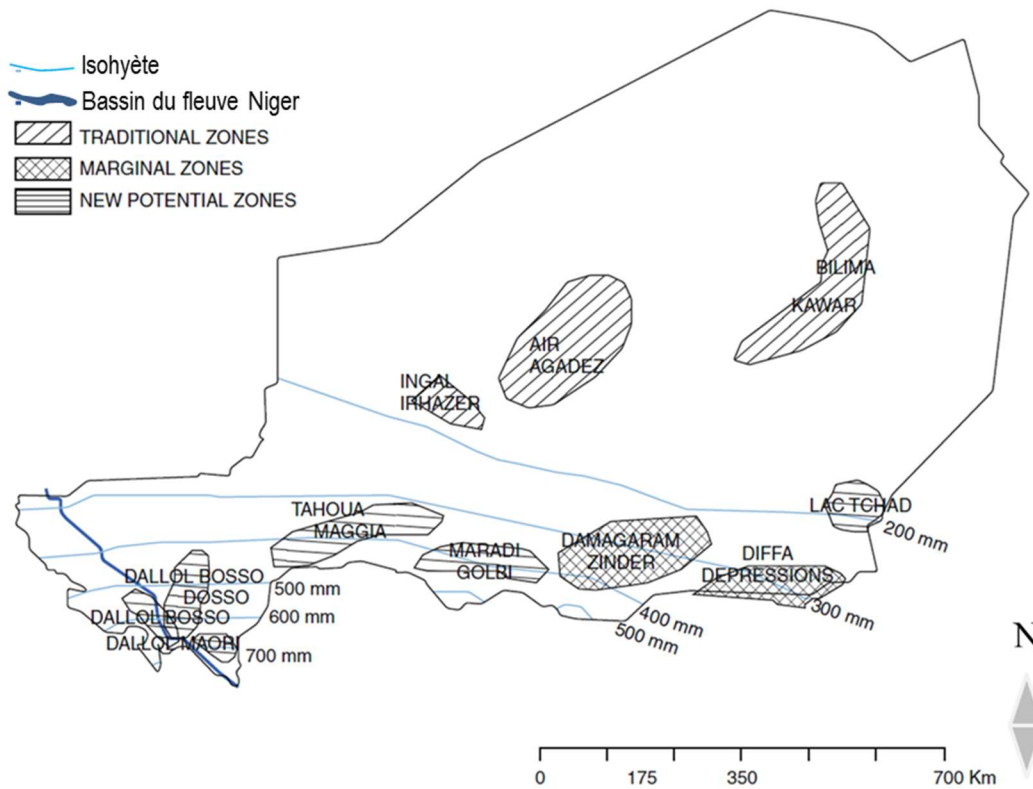 Isohyète
Bassin du fleuve Niger
TRADITIONAL ZONES
MARGINAL ZONES
NEW POTENTIAL ZONES
BILIMA
KAWAR
AIR
AGADEZ
INGAL
IRHAZER
LAC TCHAD
200 mm
TAHOUA
MAGGIA
MARADI
GOLBI
DAMAGARAM
ZINDER
DIFFA
DEPRESSIONS
300 mm
400 mm
500 mm
DALLOL BOSSO
DOSSO
500 mm
DALLOL BOSSO
600 mm
DALLOL MAORI
700 mm
N
0 175 350 700 Km